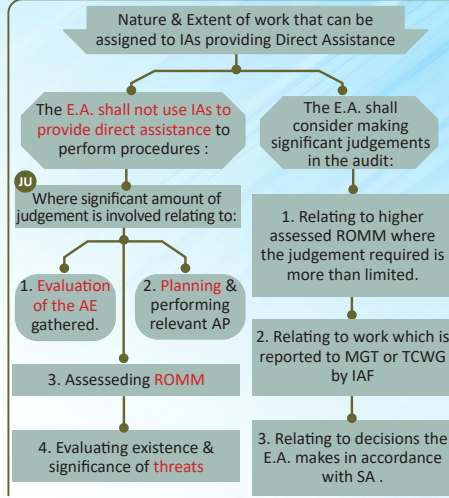 Nature & Extent of work that can be
assigned to IAs providing Direct Assistance
The E.A. shall not use IAs to
provide direct assistance to
perform procedures :
JU
Where significant amount of
judgement is involved relating to:
1. Evaluation
of the AE
gathered.
2. Planning &
performing
relevant AP
3. Assesseding ROMM
4. Evaluating existence &
significance of threats
The E.A. shall
consider making
significant judgements
in the audit:
1. Relating to higher
assessed ROMM where
the judgement required is
more than limited.
2. Relating to work which is
reported to MGT or TCWG
by IAF
3. Relating to decisions the
E.A. makes in accordance
with SA .